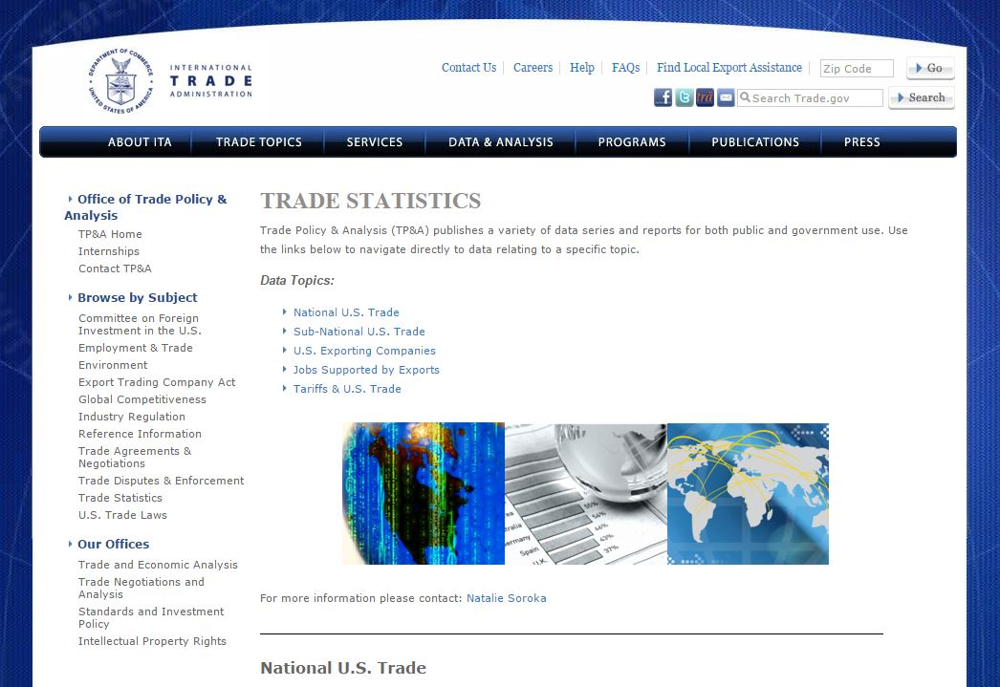 DEPARTMENT OF COMMERCE
UNITED STATES OF AMERICA
INTERNATIONAL
TRADE
ADMINISTRATION
Contact Us
Careers
Help
FAQs
Find Local Export Assistance
Zip Code
Go
Search Trade.gov
Search
ABOUT ITA
TRADE TOPICS
SERVICES
DATA & ANALYSIS
PROGRAMS
PUBLICATIONS
PRESS
Office of Trade Policy &
Analysis
TP&A Home
Internships
Contact TP&A
Browse by Subject
Committee on Foreign
Investment in the U.S.
Employment & Trade
Environment
Export Trading Company Act
Global Competitiveness
Industry Regulation
Reference Information
Trade Agreements &
Negotiations
Trade Disputes & Enforcement
Trade Statistics
U.S. Trade Laws
Our Offices
Trade and Economic Analysis
Trade Negotiations and
Analysis
Standards and Investment
Policy
Intellectual Property Rights
TRADE STATISTICS
Trade Policy & Analysis (TP&A) publishes a variety of data series and reports for both public and government use. Use
the links below to navigate directly to data relating to a specific topic.
Data Topics:
National U.S. Trade
Sub-National U.S. Trade
U.S. Exporting Companies
Jobs Supported by Exports
Tariffs & U.S. Trade
55%
54%
44%
43%
37%
Spain
U.K.
For more information please contact: Natalie Soroka
National U.S. Trade